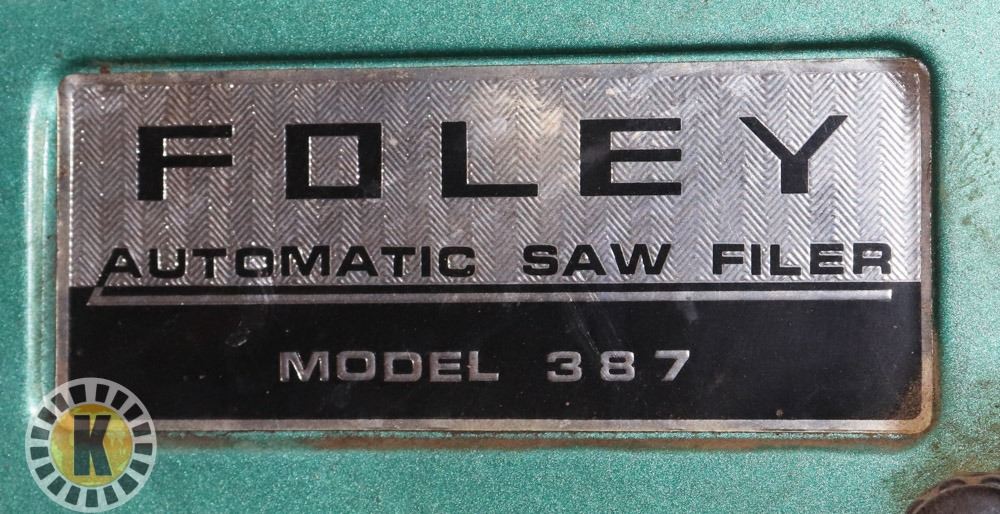 FOLEY
AUTOMATIC SAW FILER
MODEL 387
K